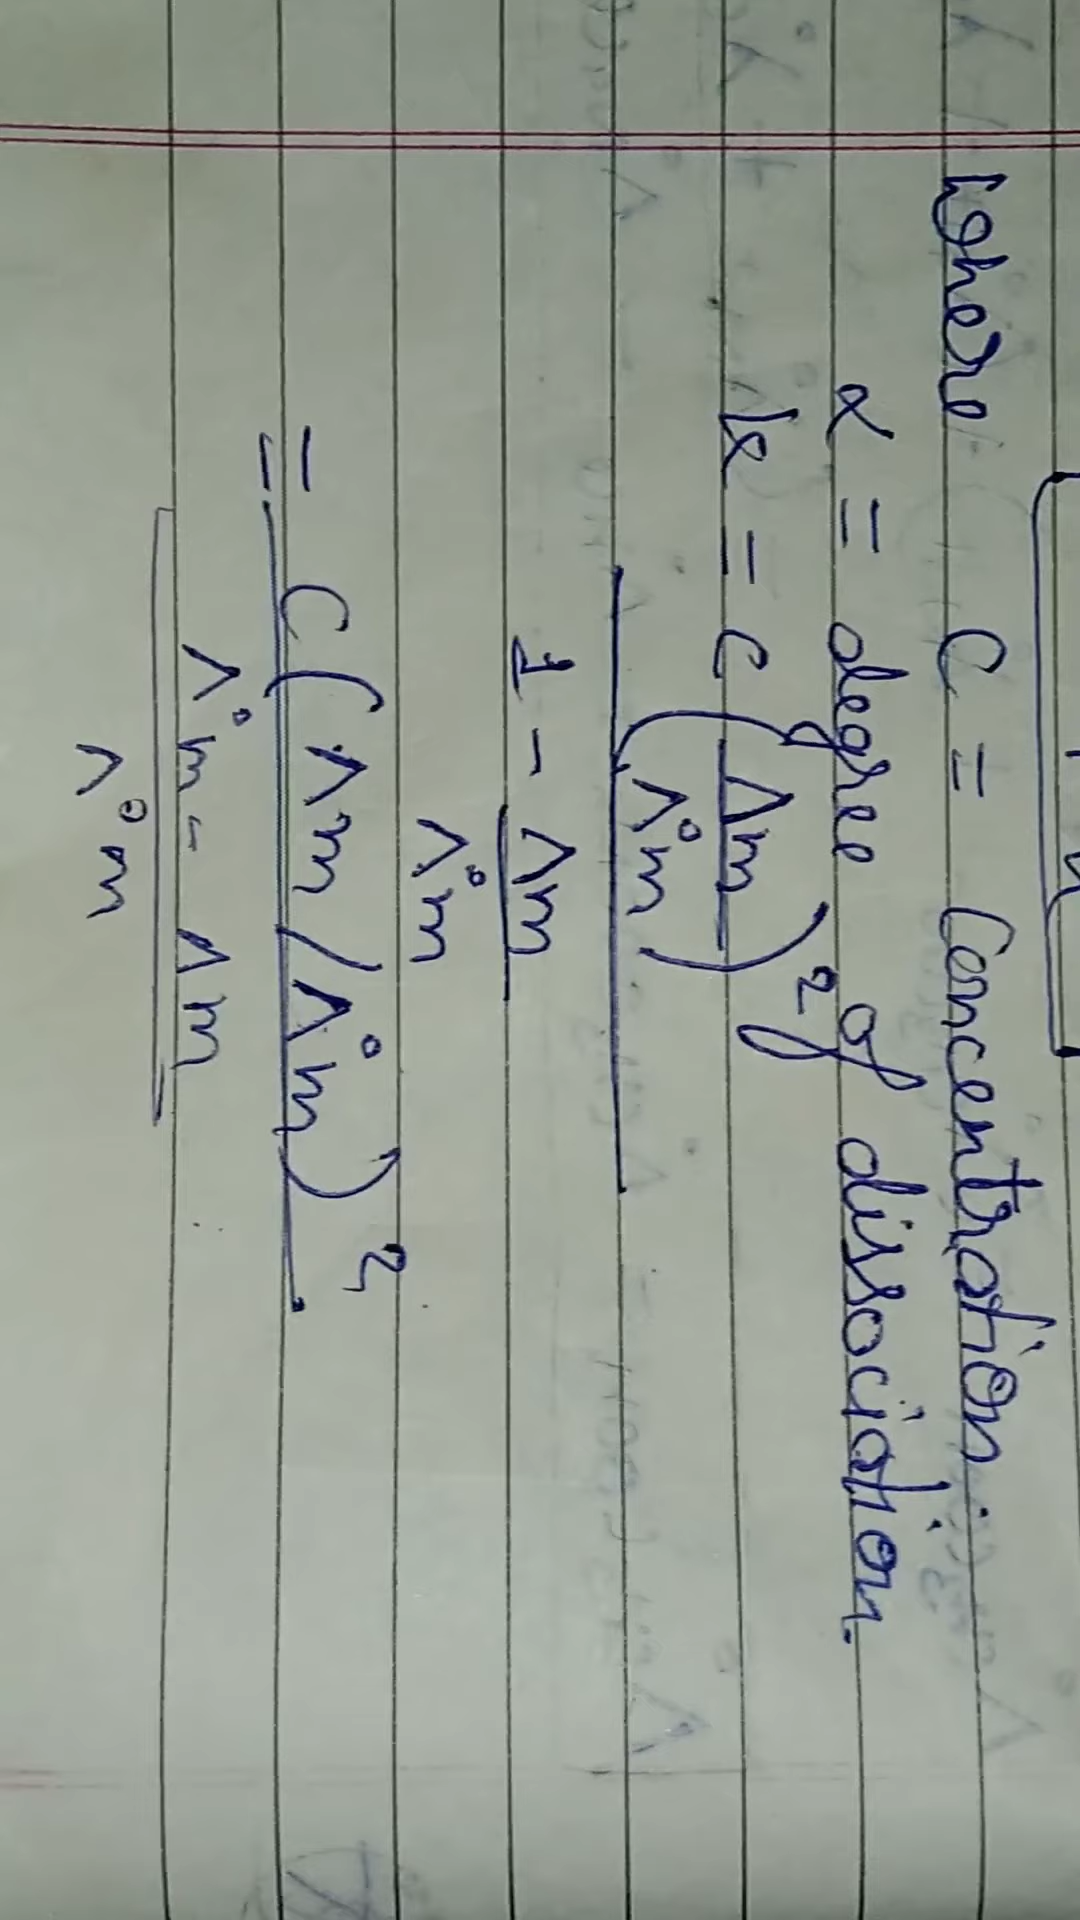 where C = Concentration.
α = degree of dissociation.
k = C (Λm / Λ°m)²
1 - Λm / Λ°m
= C (Λm / Λ°m)²
Λ°m - Λm
Λ°m